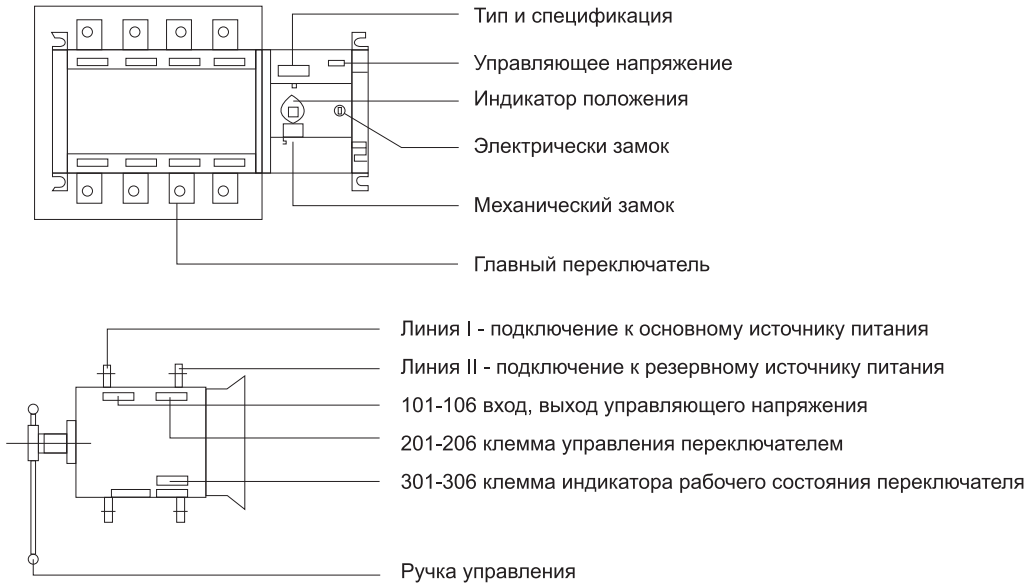 Тип и спецификация
Управляющее напряжение
Индикатор положения
Электрически замок
Механический замок
Главный переключатель
Линия I - подключение к основному источнику питания
Линия II - подключение к резервному источнику питания
101-106 вход, выход управляющего напряжения
201-206 клемма управления переключателем
301-306 клемма индикатора рабочего состояния переключателя
Ручка управления